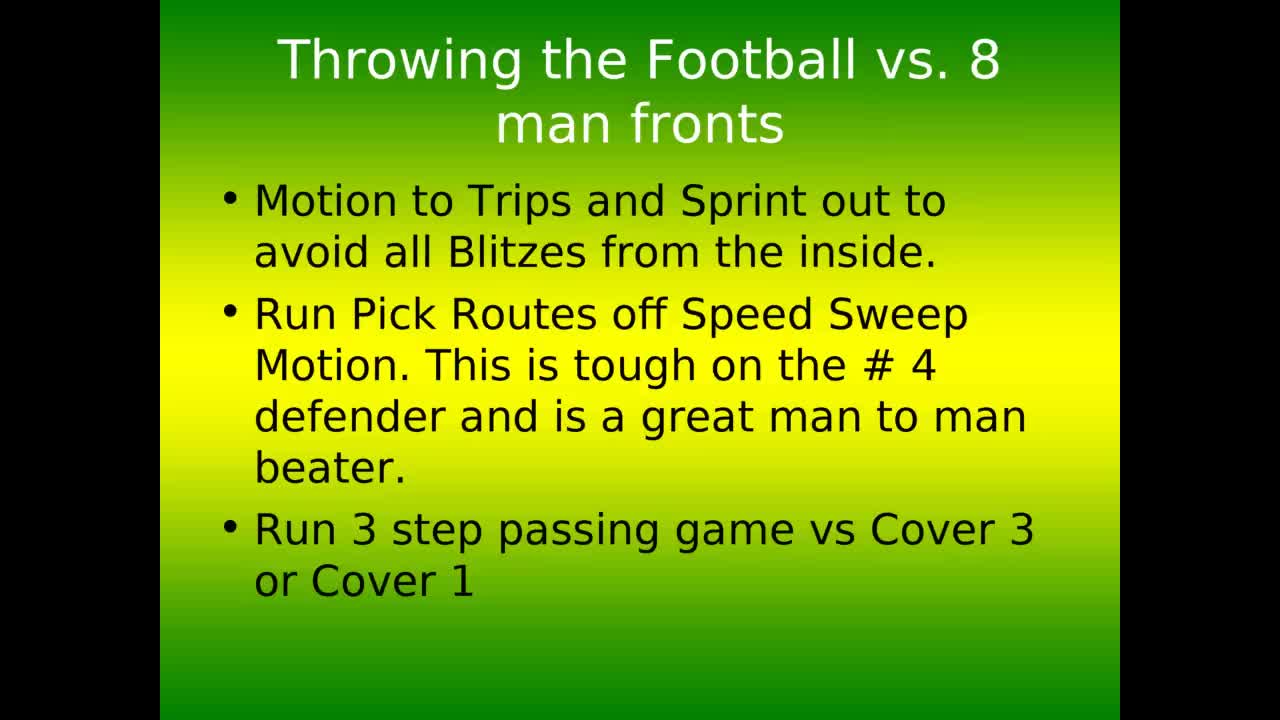 Throwing the Football vs. 8
man fronts
• Motion to Trips and Sprint out to
avoid all Blitzes from the inside.
• Run Pick Routes off Speed Sweep
Motion. This is tough on the # 4
defender and is a great man to man
beater.
• Run 3 step passing game vs Cover 3
or Cover 1